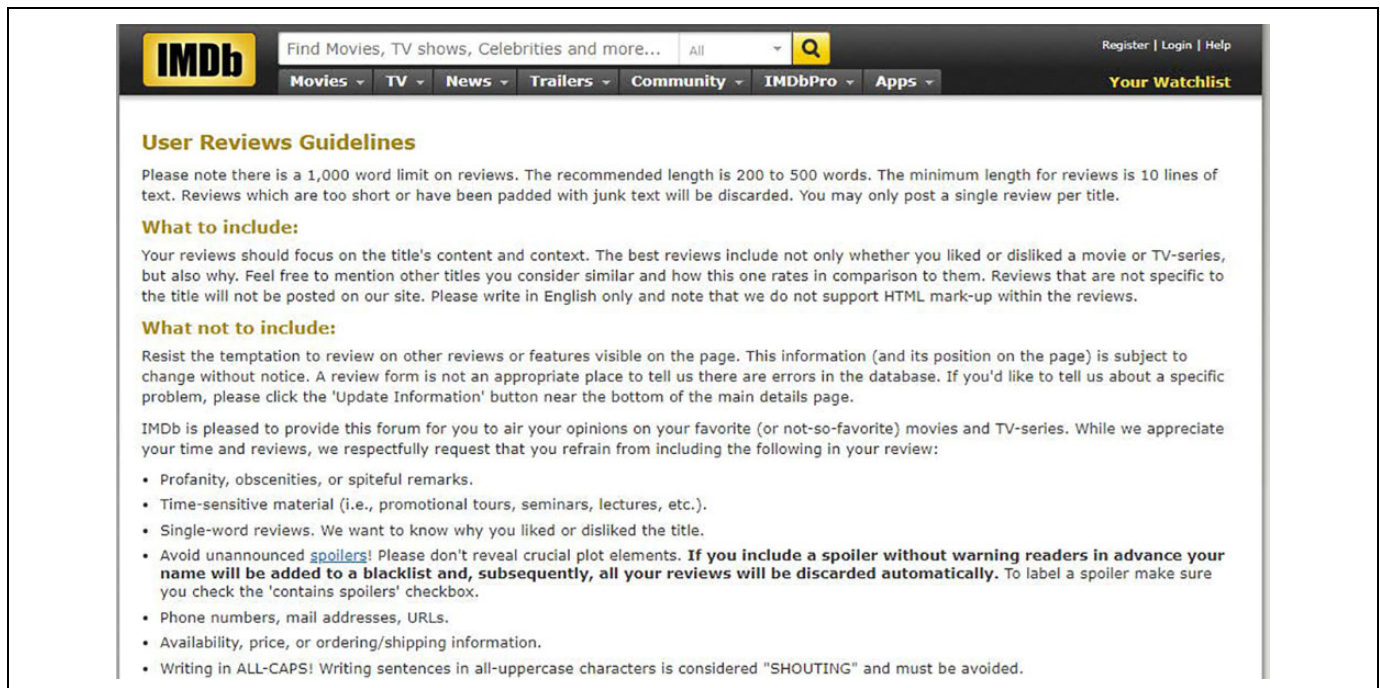 IMDb
Find Movies, TV shows, Celebrities and more... All
Register | Login | Help
Movies TV News Trailers Community IMDbPro Apps
Your Watchlist
User Reviews Guidelines
Please note there is a 1,000 word limit on reviews. The recommended length is 200 to 500 words. The minimum length for reviews is 10 lines of
text. Reviews which are too short or have been padded with junk text will be discarded. You may only post a single review per title.
What to include:
Your reviews should focus on the title's content and context. The best reviews include not only whether you liked or disliked a movie or TV-series,
but also why. Feel free to mention other titles you consider similar and how this one rates in comparison to them. Reviews that are not specific to
the title will not be posted on our site. Please write in English only and note that we do not support HTML mark-up within the reviews.
What not to include:
Resist the temptation to review on other reviews or features visible on the page. This information (and its position on the page) is subject to
change without notice. A review form is not an appropriate place to tell us there are errors in the database. If you'd like to tell us about a specific
problem, please click the 'Update Information' button near the bottom of the main details page.
IMDb is pleased to provide this forum for you to air your opinions on your favorite (or not-so-favorite) movies and TV-series. While we appreciate
your time and reviews, we respectfully request that you refrain from including the following in your review:
• Profanity, obscenities, or spiteful remarks.
• Time-sensitive material (i.e., promotional tours, seminars, lectures, etc.).
• Single-word reviews. We want to know why you liked or disliked the title.
• Avoid unannounced spoilers! Please don't reveal crucial plot elements. If you include a spoiler without warning readers in advance your
name will be added to a blacklist and, subsequently, all your reviews will be discarded automatically. To label a spoiler make sure
you check the 'contains spoilers' checkbox.
• Phone numbers, mail addresses, URLs.
• Availability, price, or ordering/shipping information.
• Writing in ALL-CAPS! Writing sentences in all-uppercase characters is considered "SHOUTING" and must be avoided.